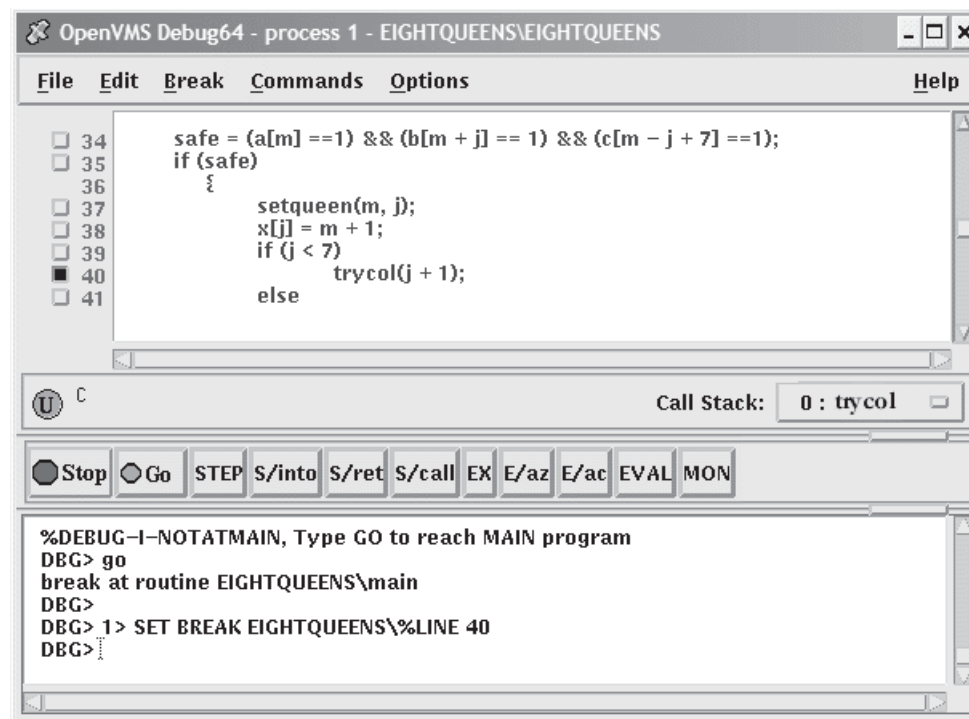 OpenVMS Debug64 - process 1 - EIGHTQUEENS\EIGHTQUEENS
File Edit Break Commands Options Help
34 safe = (a[m] ==1) && (b[m + j] == 1) && (c[m − j + 7] ==1);
35 if (safe)
36 {
37 setqueen(m, j);
38 x[j] = m + 1;
39 if (j < 7)
40 trycol(j + 1);
41 else
U C Call Stack: 0 : trycol
Stop Go STEP S/into S/ret S/call EX E/az E/ac EVAL MON
%DEBUG−I−NOTATMAIN, Type GO to reach MAIN program
DBG> go
break at routine EIGHTQUEENS\main
DBG>
DBG> 1> SET BREAK EIGHTQUEENS\%LINE 40
DBG>